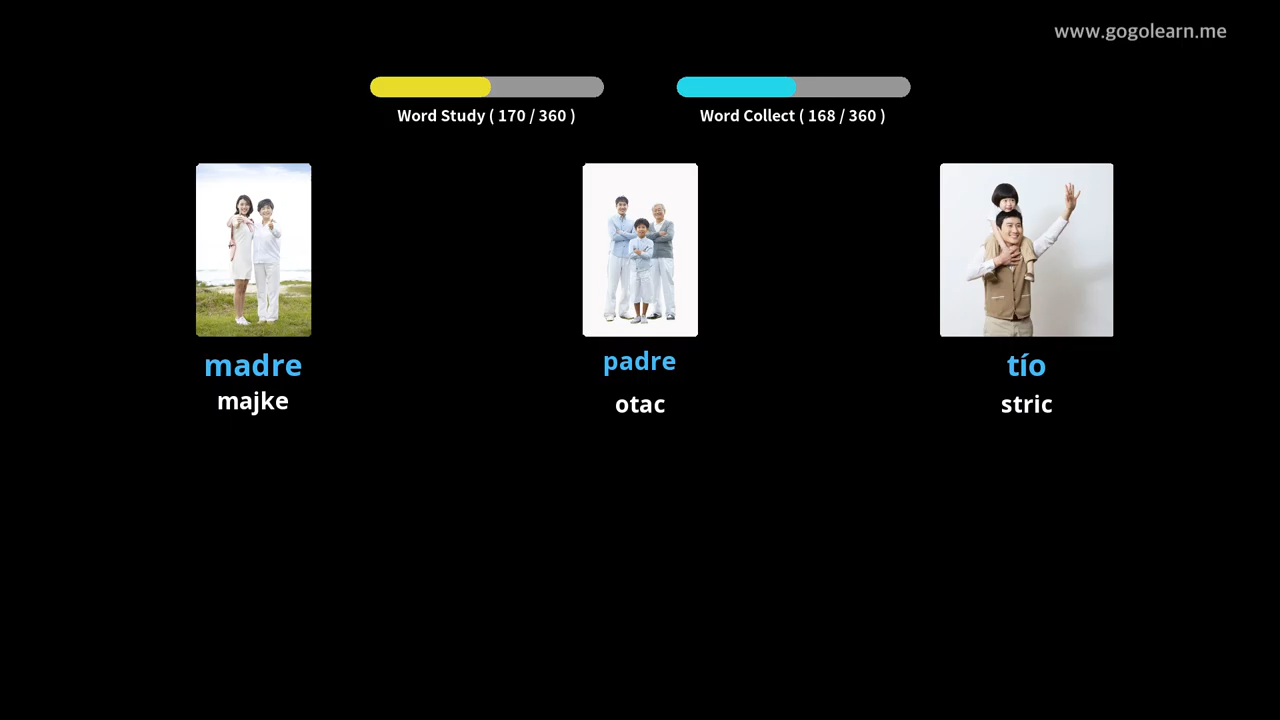 www.gogolearn.me
Word Study ( 170 / 360 )
Word Collect ( 168 / 360 )
madre
majke
padre
otac
tío
stric